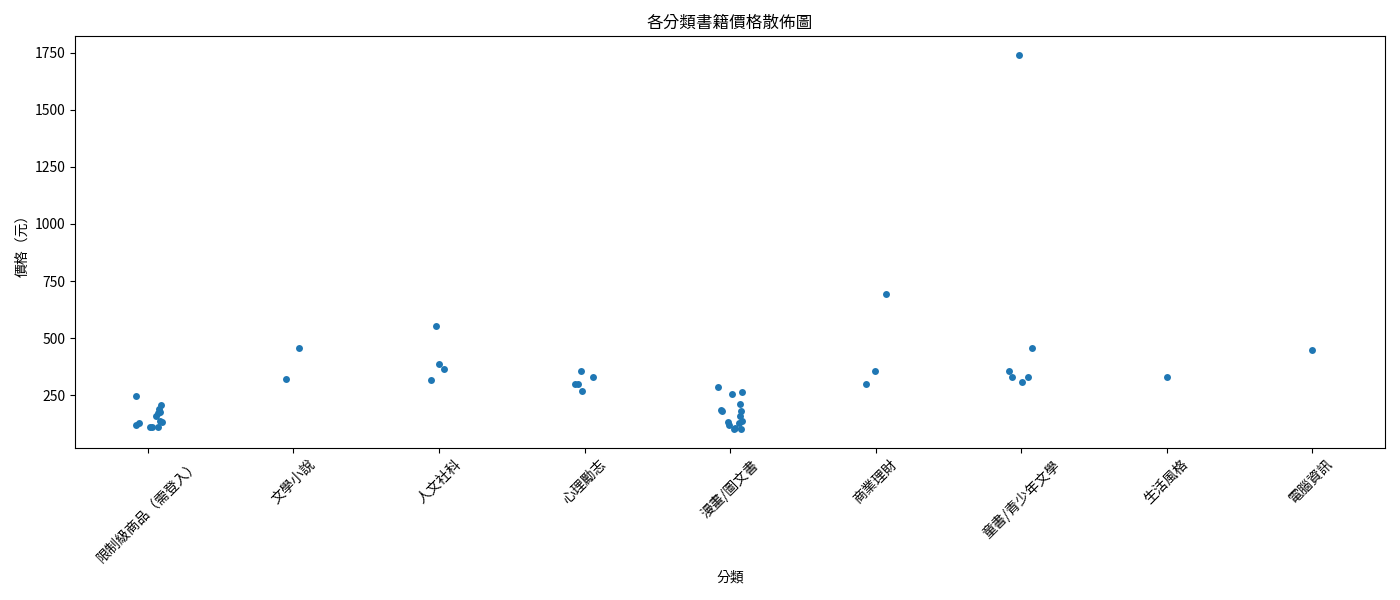 各分類書籍價格散佈圖
價格（元）
1750
1500
1250
1000
750
500
250
限制級商品（需登入）
文學小說
人文社科
心理勵志
漫畫/圖文書
商業理財
童書/青少年文學
生活風格
電腦資訊
分類